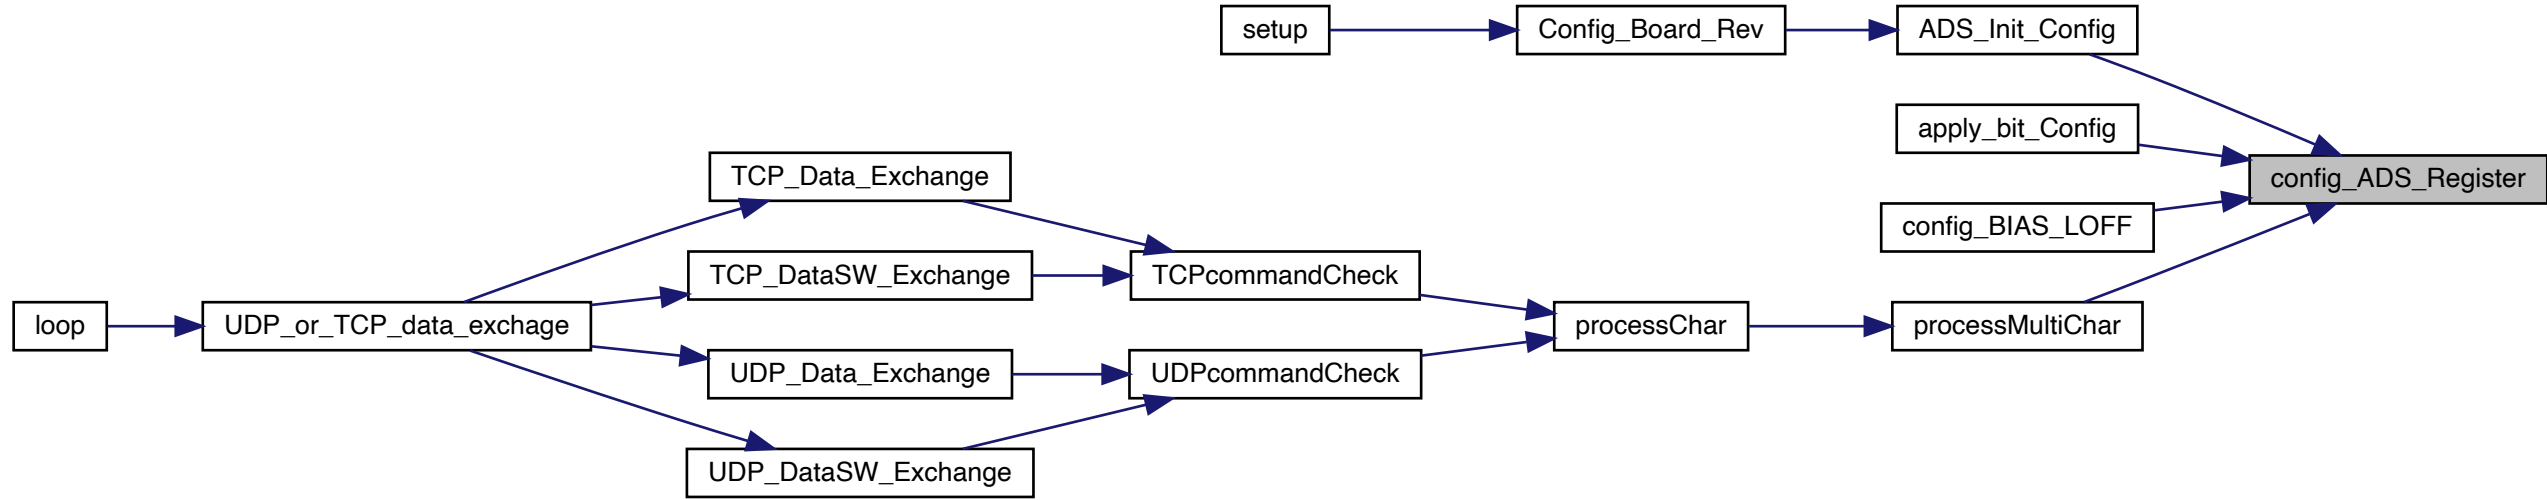 setup
Config_Board_Rev
ADS_Init_Config
apply_bit_Config
TCP_Data_Exchange
config_ADS_Register
config_BIAS_LOFF
TCP_DataSW_Exchange
TCPcommandCheck
loop
UDP_or_TCP_data_exchage
processChar
processMultiChar
UDP_Data_Exchange
UDPcommandCheck
UDP_DataSW_Exchange